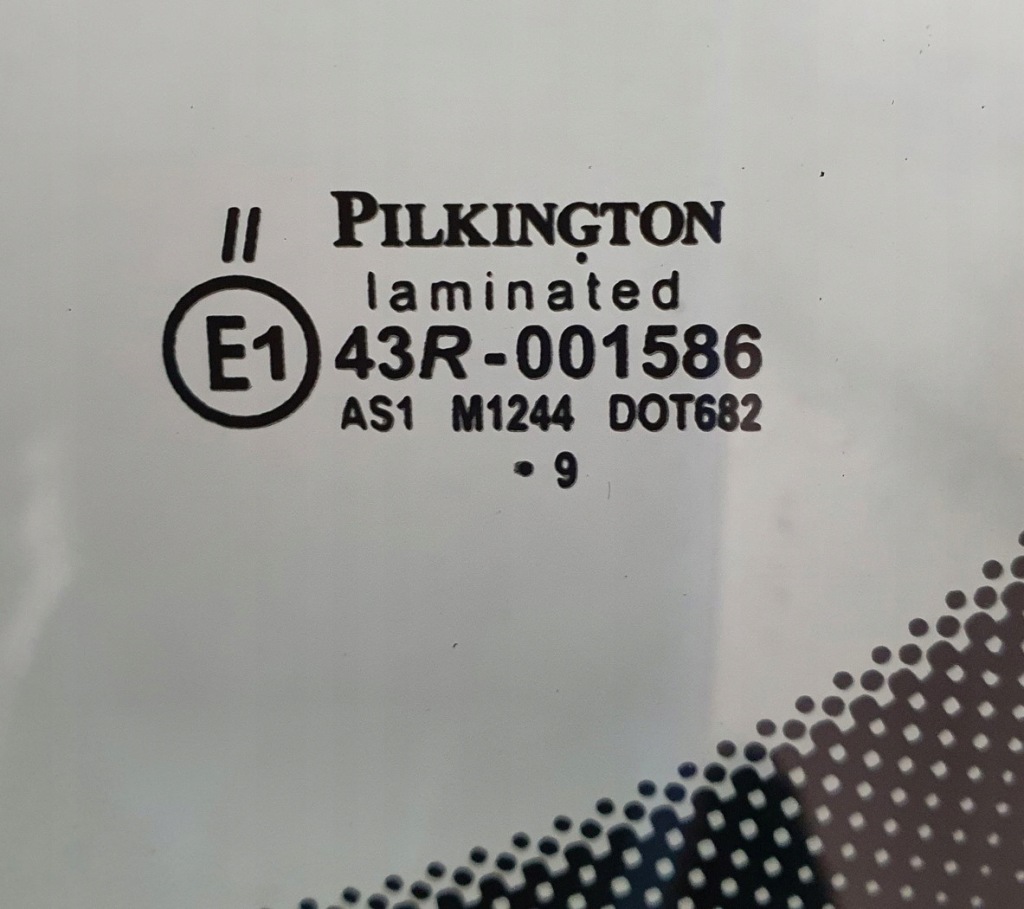 II PILKINGTON
laminated
E1 43R-001586
AS1 M1244 DOT682
• 9